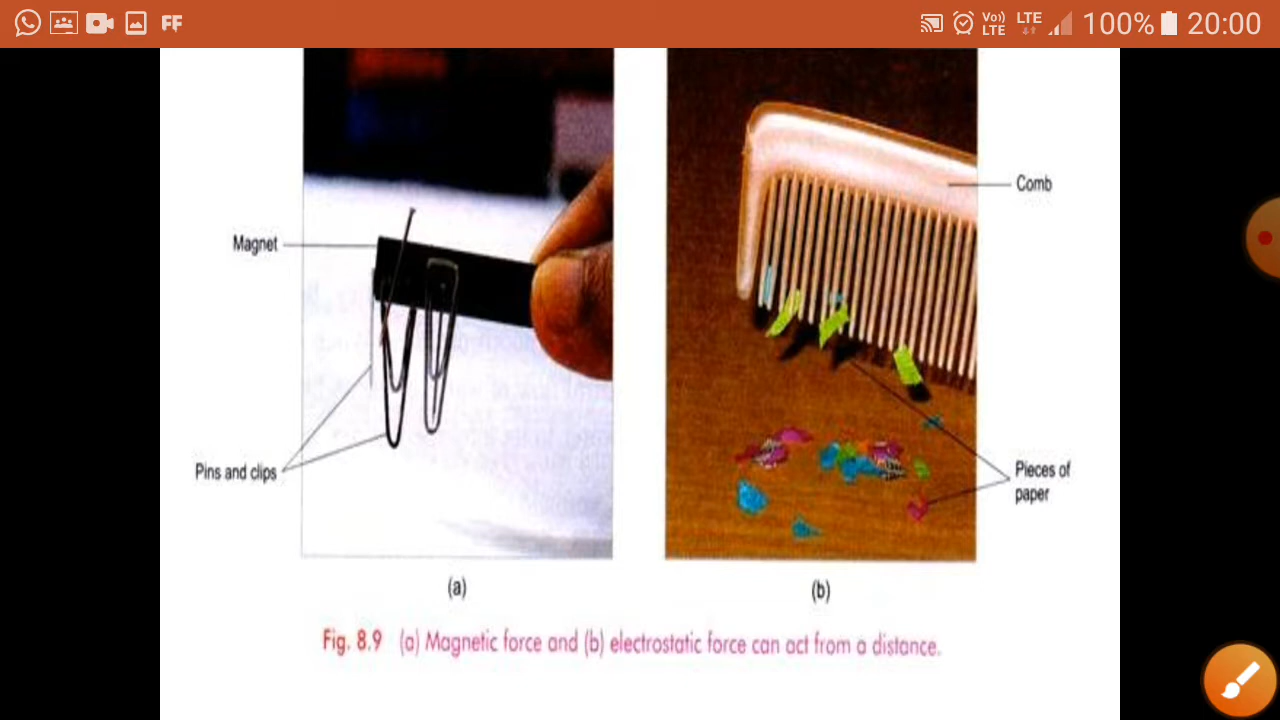 FF
Vo))
LTE
LTE
100%
20:00
Magnet
Comb
Pins and clips
Pieces of
paper
(a)
(b)
Fig. 8.9 (a) Magnetic force and (b) electrostatic force can act from a distance.